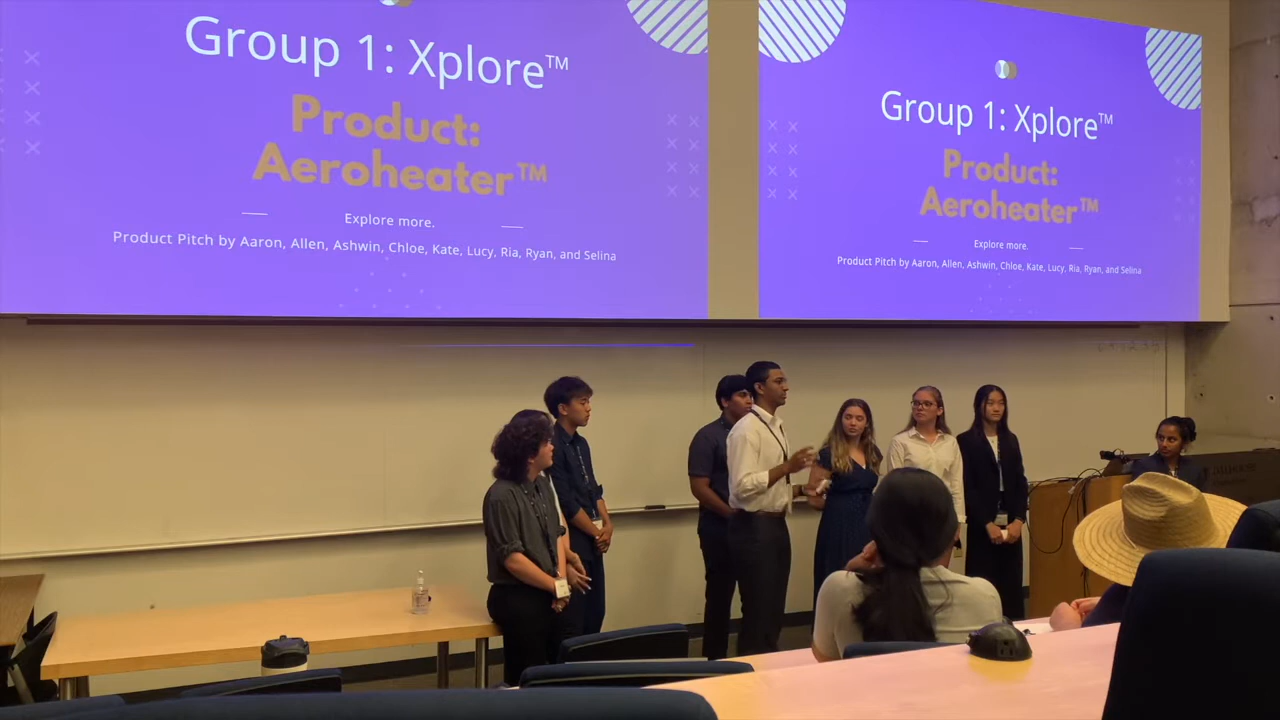 Group 1: Xplore™
Product:
Aeroheater™
Explore more.
Product Pitch by Aaron, Allen, Ashwin, Chloe, Kate, Lucy, Ria, Ryan, and Selina
Group 1: Xplore™
Product:
Aeroheater™
Explore more.
Product Pitch by Aaron, Allen, Ashwin, Chloe, Kate, Lucy, Ria, Ryan, and Selina